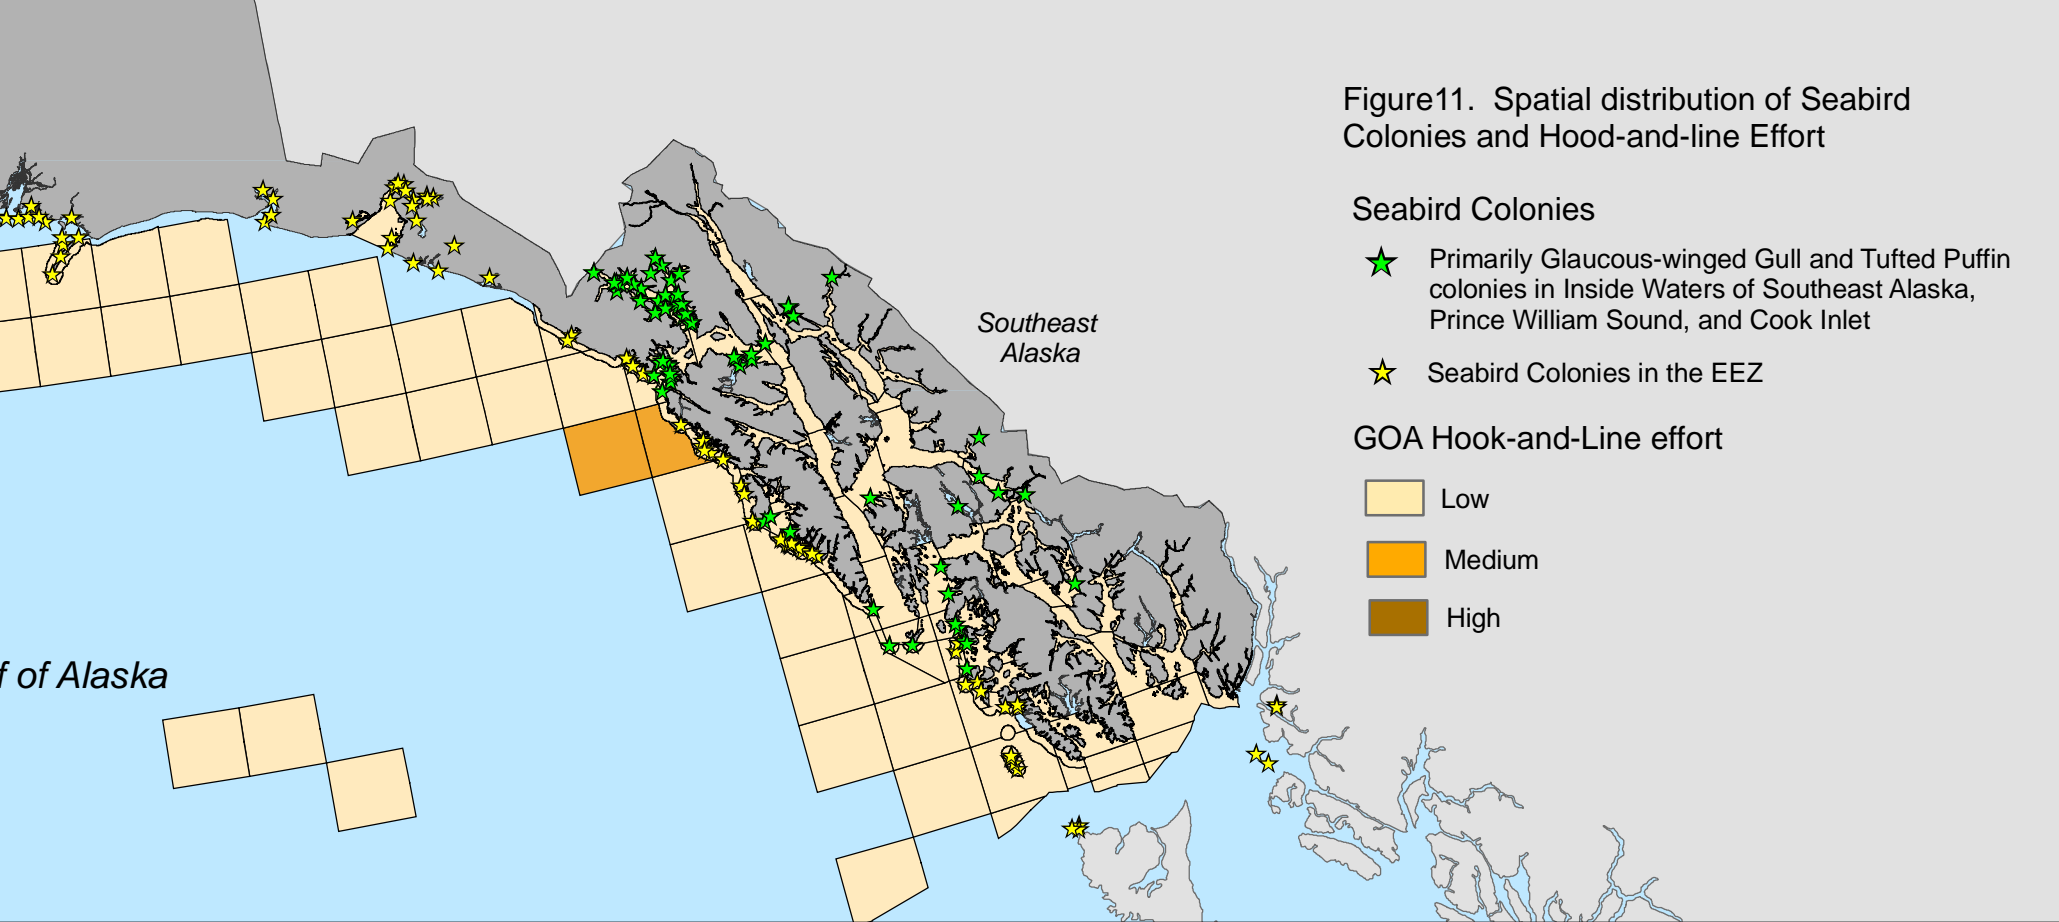 Figure11.  Spatial distribution of Seabird
Colonies and Hood-and-line Effort
Seabird Colonies
Primarily Glaucous-winged Gull and Tufted Puffin
colonies in Inside Waters of Southeast Alaska,
Prince William Sound, and Cook Inlet
Seabird Colonies in the EEZ
GOA Hook-and-Line effort
Low
Medium
High
Southeast
Alaska
f of Alaska